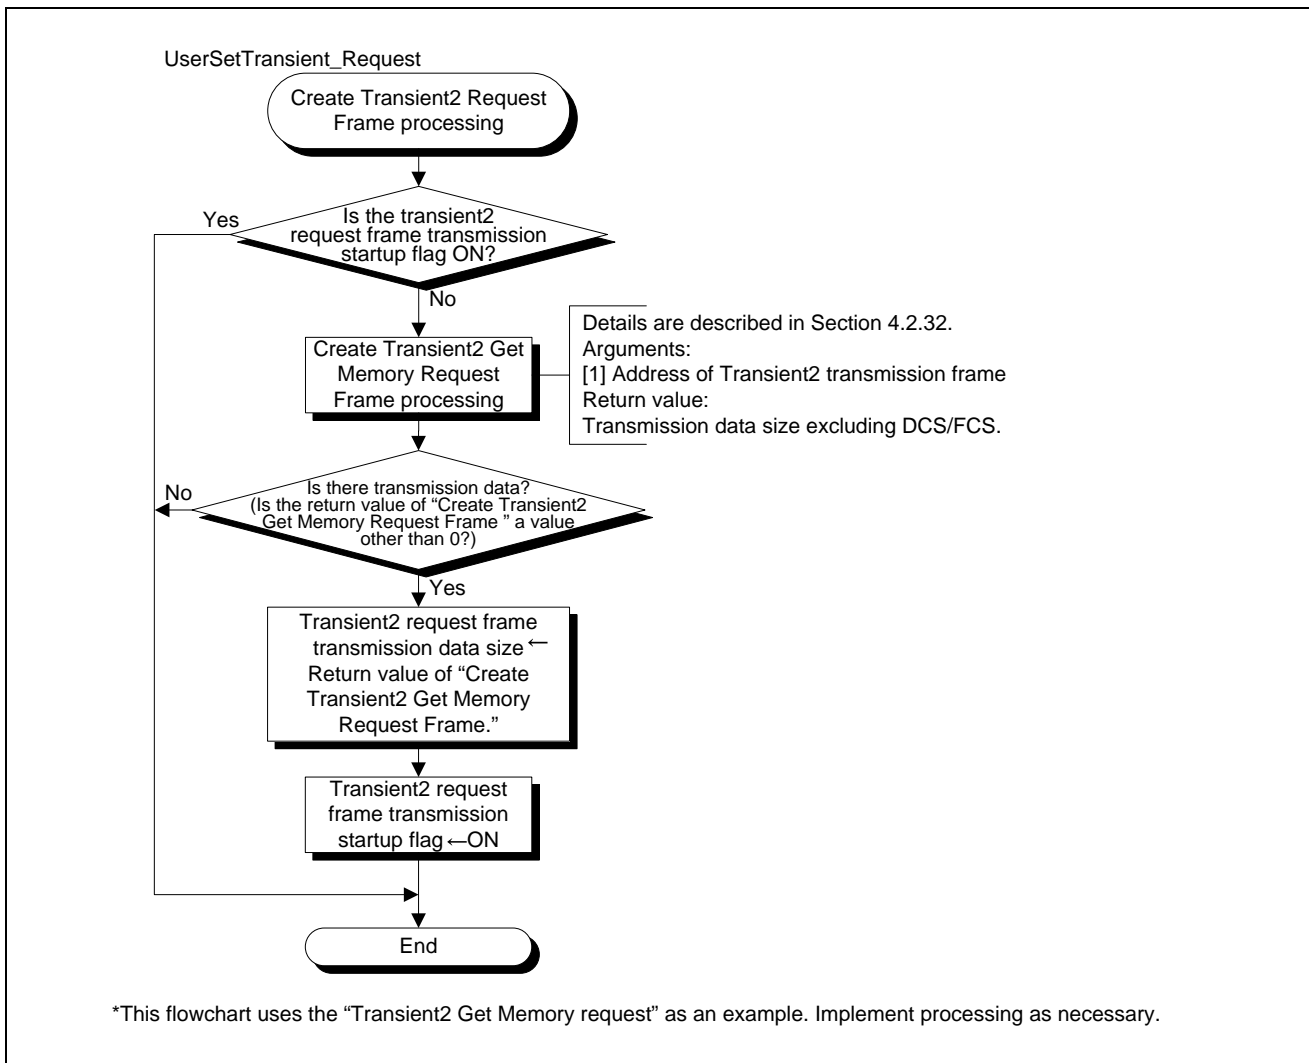 UserSetTransient_Request
Create Transient2 Request
Frame processing
Is the transient2
request frame transmission
startup flag ON?
Yes
No
Create Transient2 Get
Memory Request
Frame processing
Details are described in Section 4.2.32.
Arguments:
[1] Address of Transient2 transmission frame
Return value:
Transmission data size excluding DCS/FCS.
Is there transmission data?
(Is the return value of “Create Transient2
Get Memory Request Frame ” a value
other than 0?)
No
Yes
Transient2 request frame
transmission data size←
Return value of “Create
Transient2 Get Memory
Request Frame.”
Transient2 request
frame transmission
startup flag←ON
End
*This flowchart uses the “Transient2 Get Memory request” as an example. Implement processing as necessary.